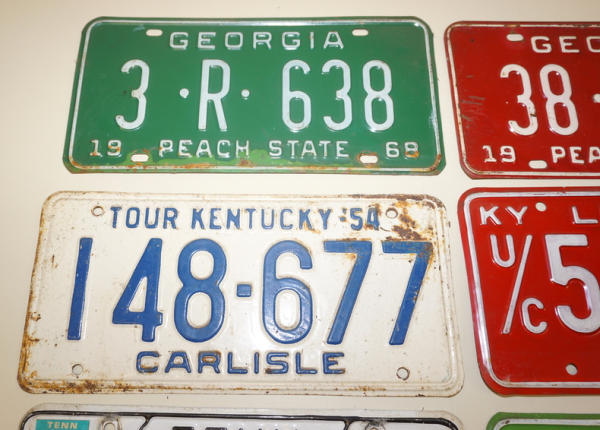 GEORGIA
3·R·638
19 PEACH STATE 69
GEO
38·
19 PEA
TOUR KENTUCKY '54
148-677
CARLISLE
KY L
U/C 5
TENN